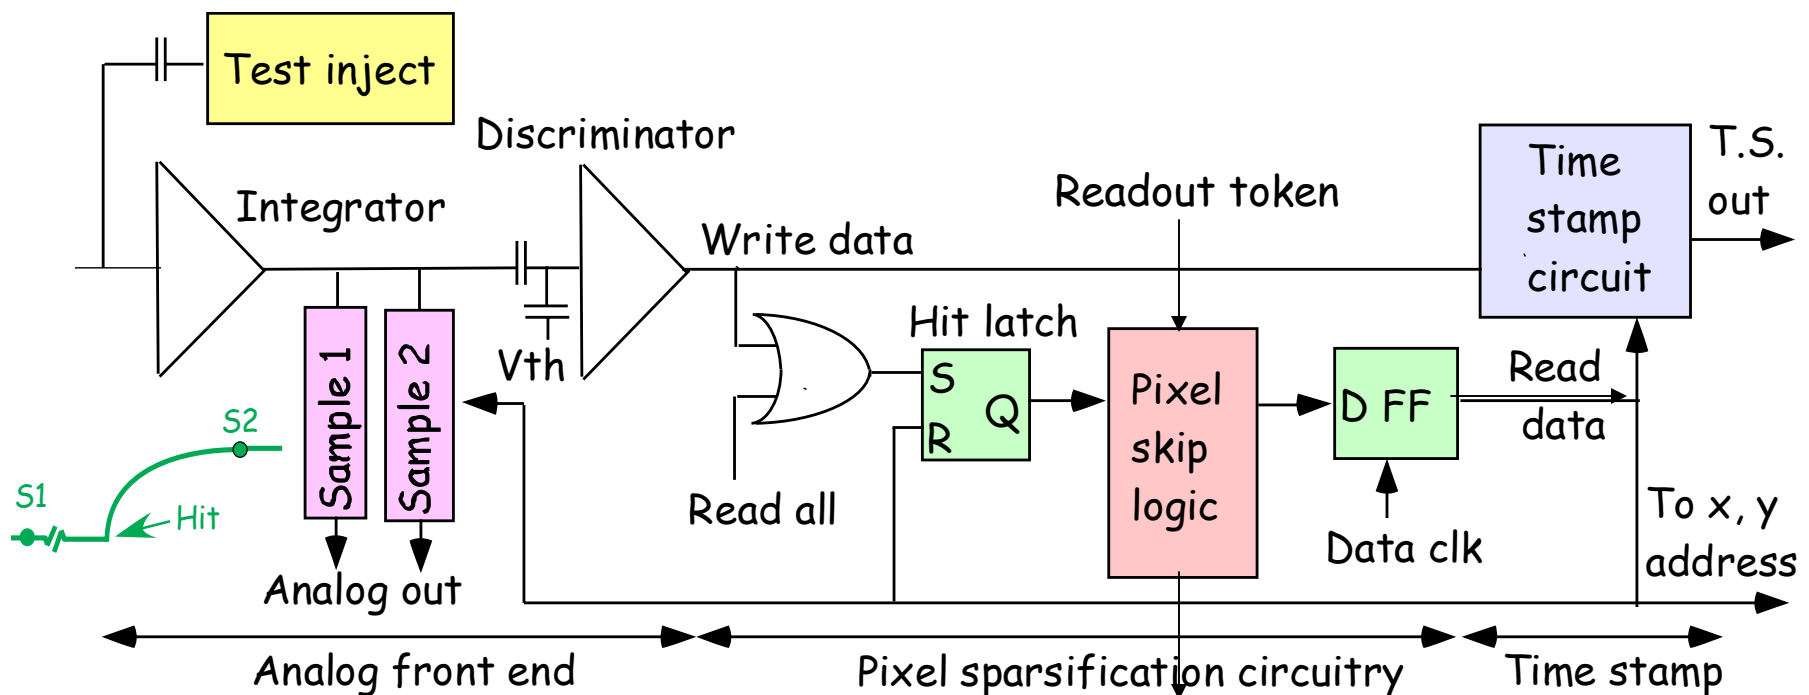 Test inject
Discriminator
Integrator
Write data
Readout token
Time
stamp
circuit
T.S.
out
Sample 1
Sample 2
Vth
Hit latch
S
R
Q
Pixel
skip
logic
D FF
Read
data
S2
S1
Hit
Read all
Data clk
To x, y
address
Analog out
Analog front end
Pixel sparsification circuitry
Time stamp